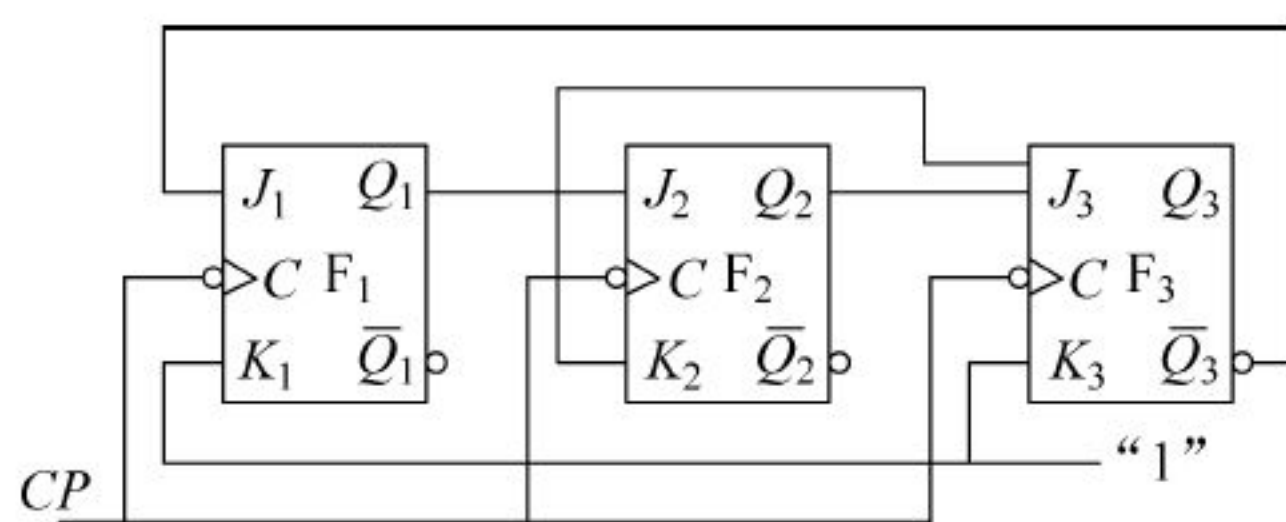 J₁ Q₁ J₂ Q₂ J₃ Q₃
C F₁ C F₂ C F₃
K₁ Q̅₁ K₂ Q̅₂ K₃ Q̅₃
“1”
CP